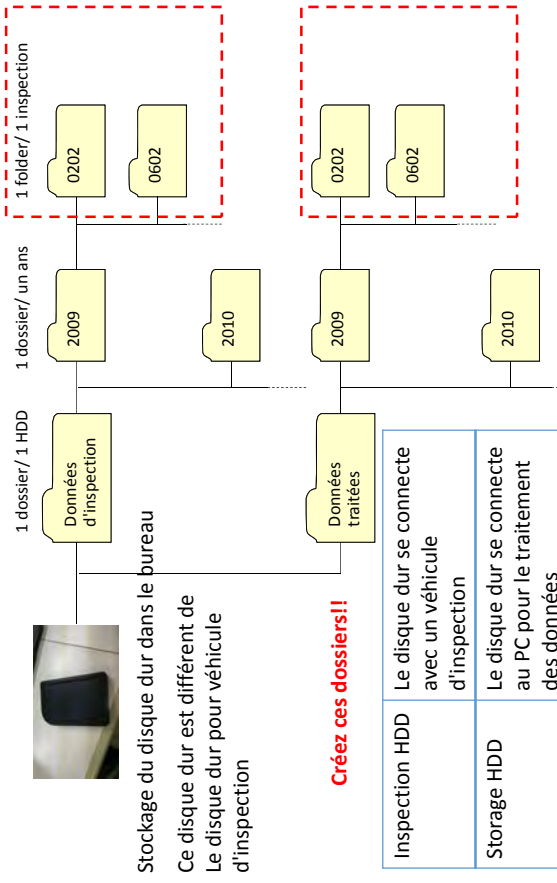 1 dossier/ 1 HDD
1 dossier/ un ans
1 folder/ 1 inspection
Données
d'inspection
2009
0202
0602
2010
Stockage du disque dur dans le bureau
Ce disque dur est différent de
Le disque dur pour véhicule
d'inspection
Données
traitées
2009
0202
0602
2010
Créez ces dossiers!!
Inspection HDD
Le disque dur se connecte
avec un véhicule
d'inspection
Storage HDD
Le disque dur se connecte
au PC pour le traitement
des données